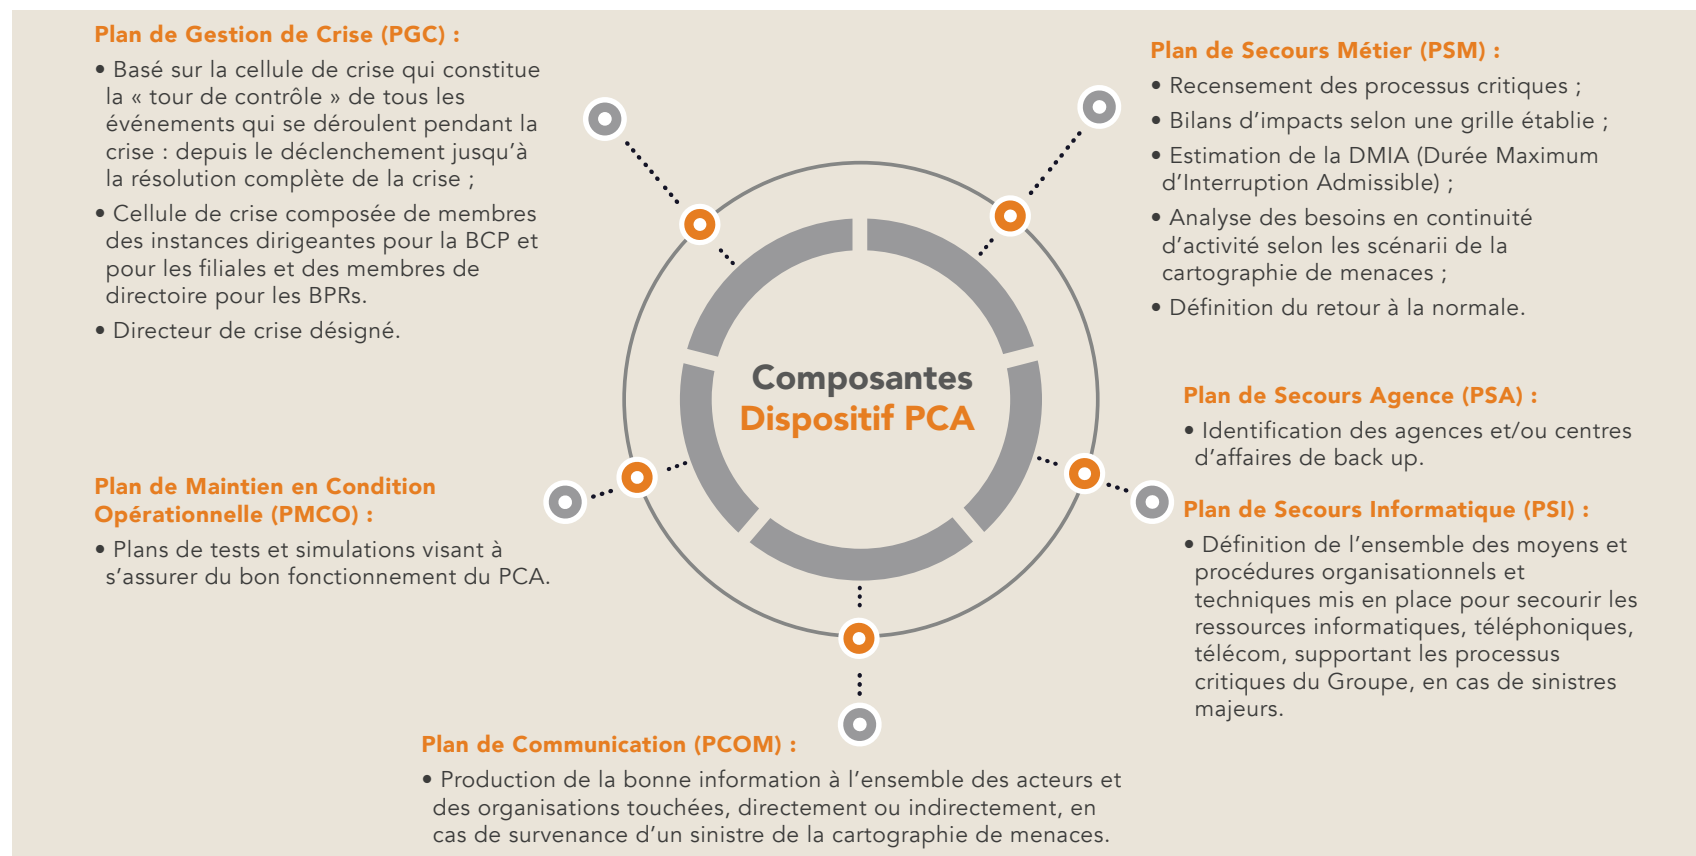 Plan de Gestion de Crise (PGC) :
• Basé sur la cellule de crise qui constitue
la « tour de contrôle » de tous les
événements qui se déroulent pendant la
crise : depuis le déclenchement jusqu’à
la résolution complète de la crise ;
• Cellule de crise composée de membres
des instances dirigeantes pour la BCP et
pour les filiales et des membres de
directoire pour les BPRs.
• Directeur de crise désigné.
Plan de Secours Métier (PSM) :
• Recensement des processus critiques ;
• Bilans d’impacts selon une grille établie ;
• Estimation de la DMIA (Durée Maximum
d’Interruption Admissible) ;
• Analyse des besoins en continuité
d’activité selon les scénarii de la
cartographie de menaces ;
• Définition du retour à la normale.
Composantes
Dispositif PCA
Plan de Secours Agence (PSA) :
• Identification des agences et/ou centres
d’affaires de back up.
Plan de Secours Informatique (PSI) :
• Définition de l’ensemble des moyens et
procédures organisationnels et
techniques mis en place pour secourir les
ressources informatiques, téléphoniques,
télécom, supportant les processus
critiques du Groupe, en cas de sinistres
majeurs.
Plan de Maintien en Condition
Opérationnelle (PMCO) :
• Plans de tests et simulations visant à
s’assurer du bon fonctionnement du PCA.
Plan de Communication (PCOM) :
• Production de la bonne information à l’ensemble des acteurs et
des organisations touchées, directement ou indirectement, en
cas de survenance d’un sinistre de la cartographie de menaces.